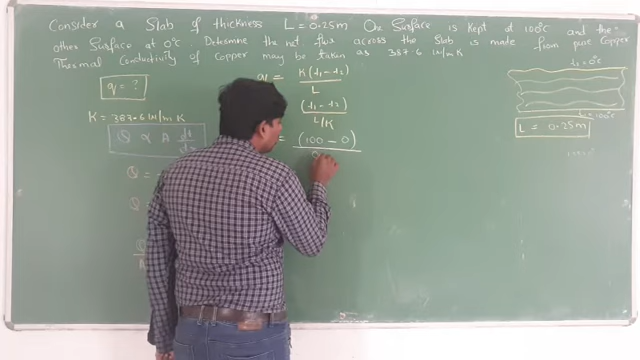 Consider a Slab of thickness L = 0.25m One Surface is kept at 100°c and the
other Surface at 0°c . Determine the net flux across the slab is made from pure Copper
Thermal Conductivity of Copper may be taken as 387.6 W/m K
q = ?
q = K(t1 - t2)
L
K = 387.6 W/m K
(t1 - t2)
L/K
Q ∝ A dt
dx
= (100 - 0)
0
Q =
Q =
Q
A
t2 = 0°c
t1 = 100°c
L = 0.25m